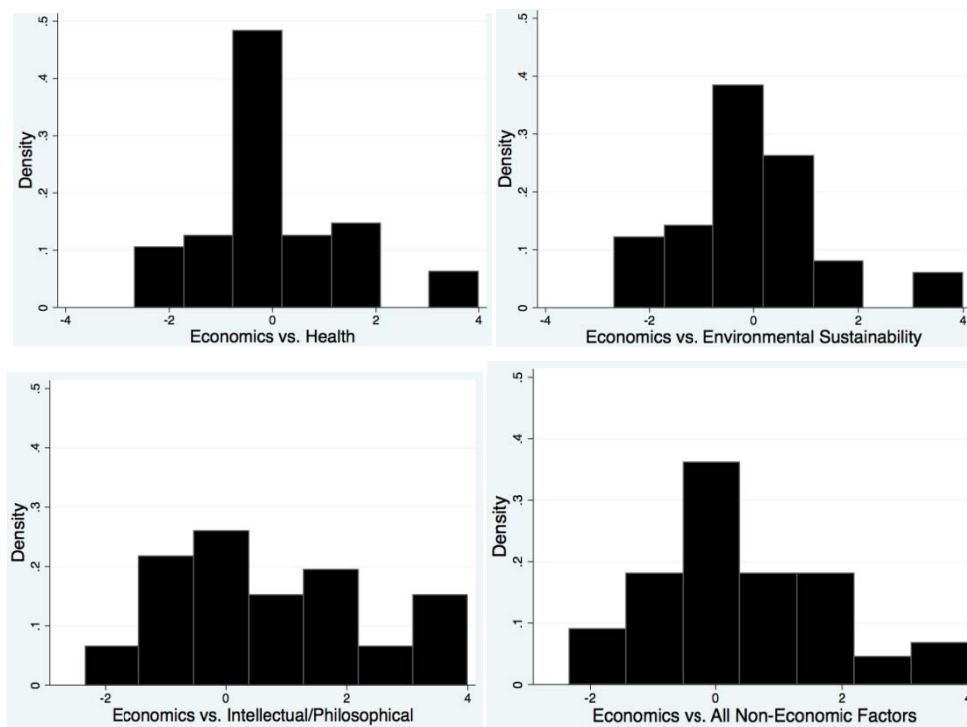 Density
0 .1 .2 .3 .4 .5
-4 -2 0 2 4
Economics vs. Health
Density
0 .1 .2 .3 .4 .5
-4 -2 0 2 4
Economics vs. Environmental Sustainability
Density
0 .1 .2 .3 .4 .5
-2 0 2 4
Economics vs. Intellectual/Philosophical
Density
0 .1 .2 .3 .4 .5
-2 0 2 4
Economics vs. All Non-Economic Factors